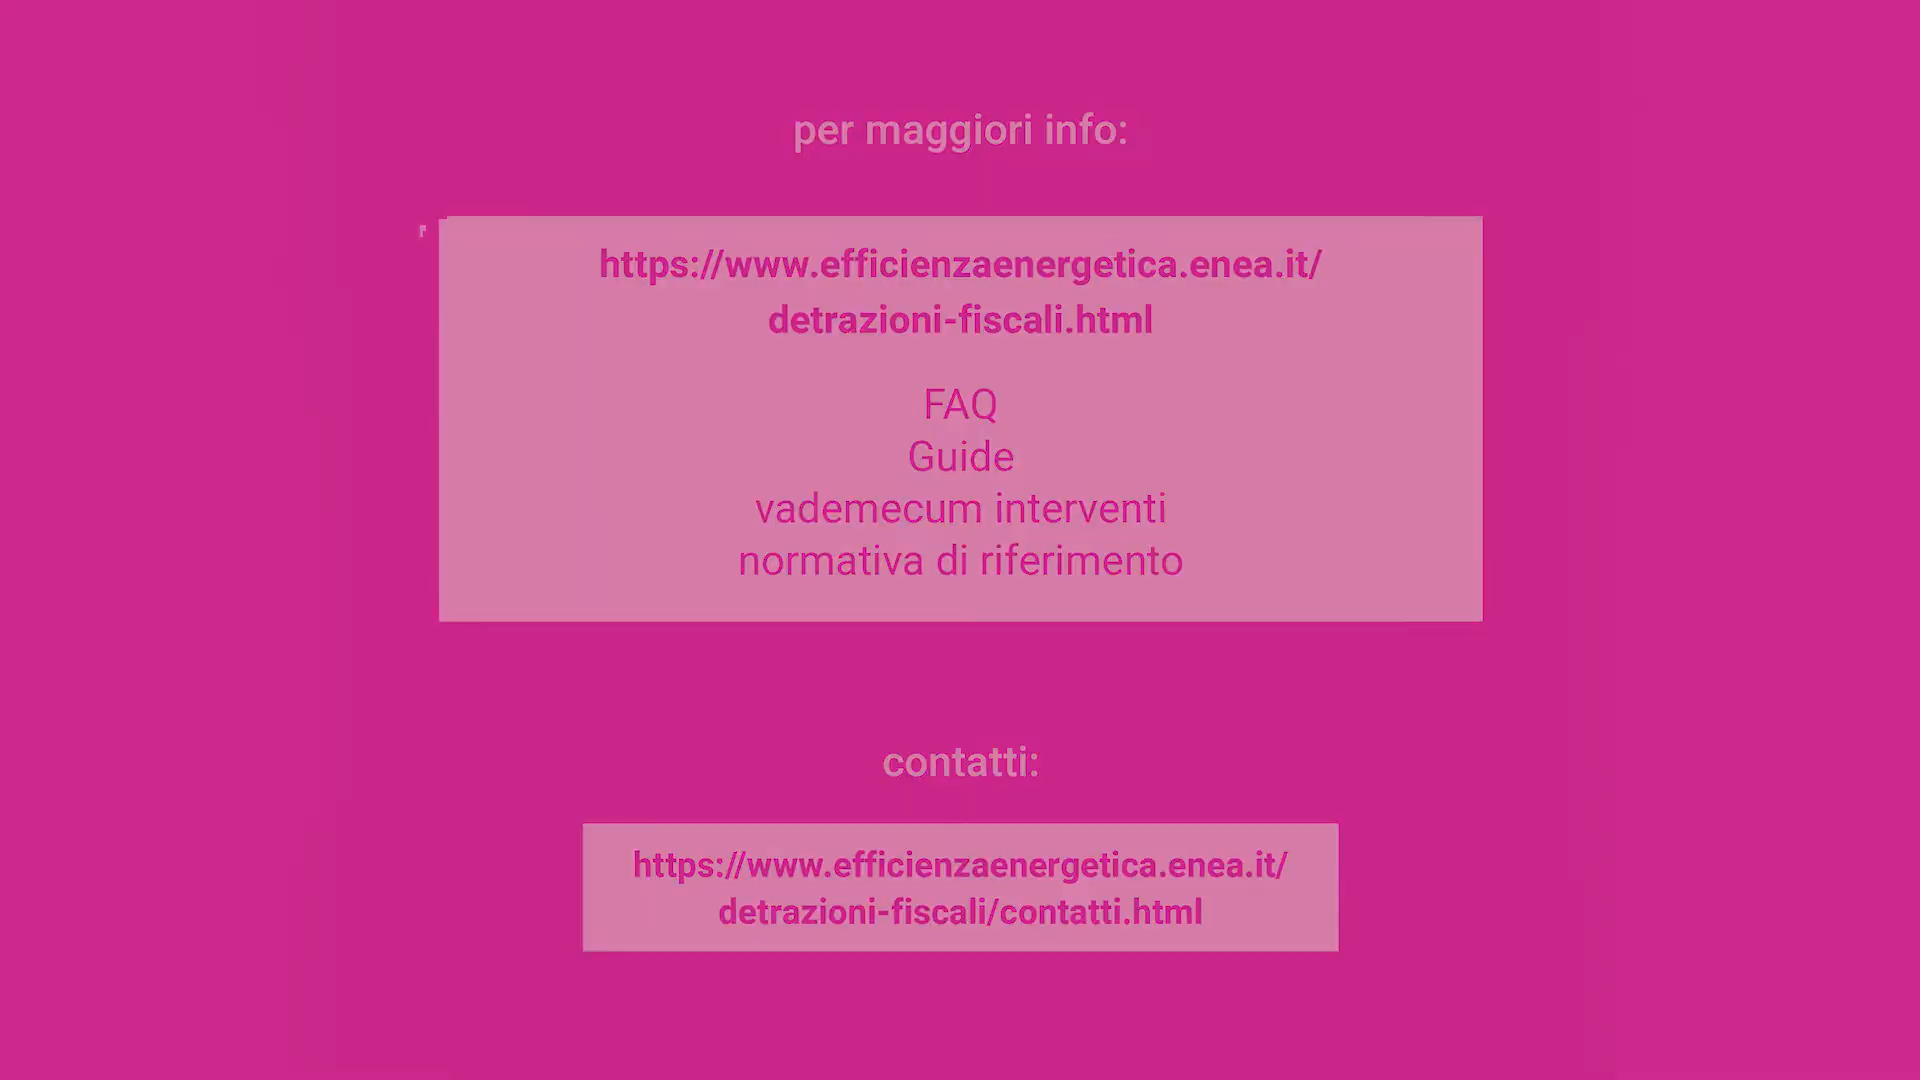 per maggiori info:
https://www.efficienzaenergetica.enea.it/
detrazioni-fiscali.html
FAQ
Guide
vademecum interventi
normativa di riferimento
contatti:
https://www.efficienzaenergetica.enea.it/
detrazioni-fiscali/contatti.html